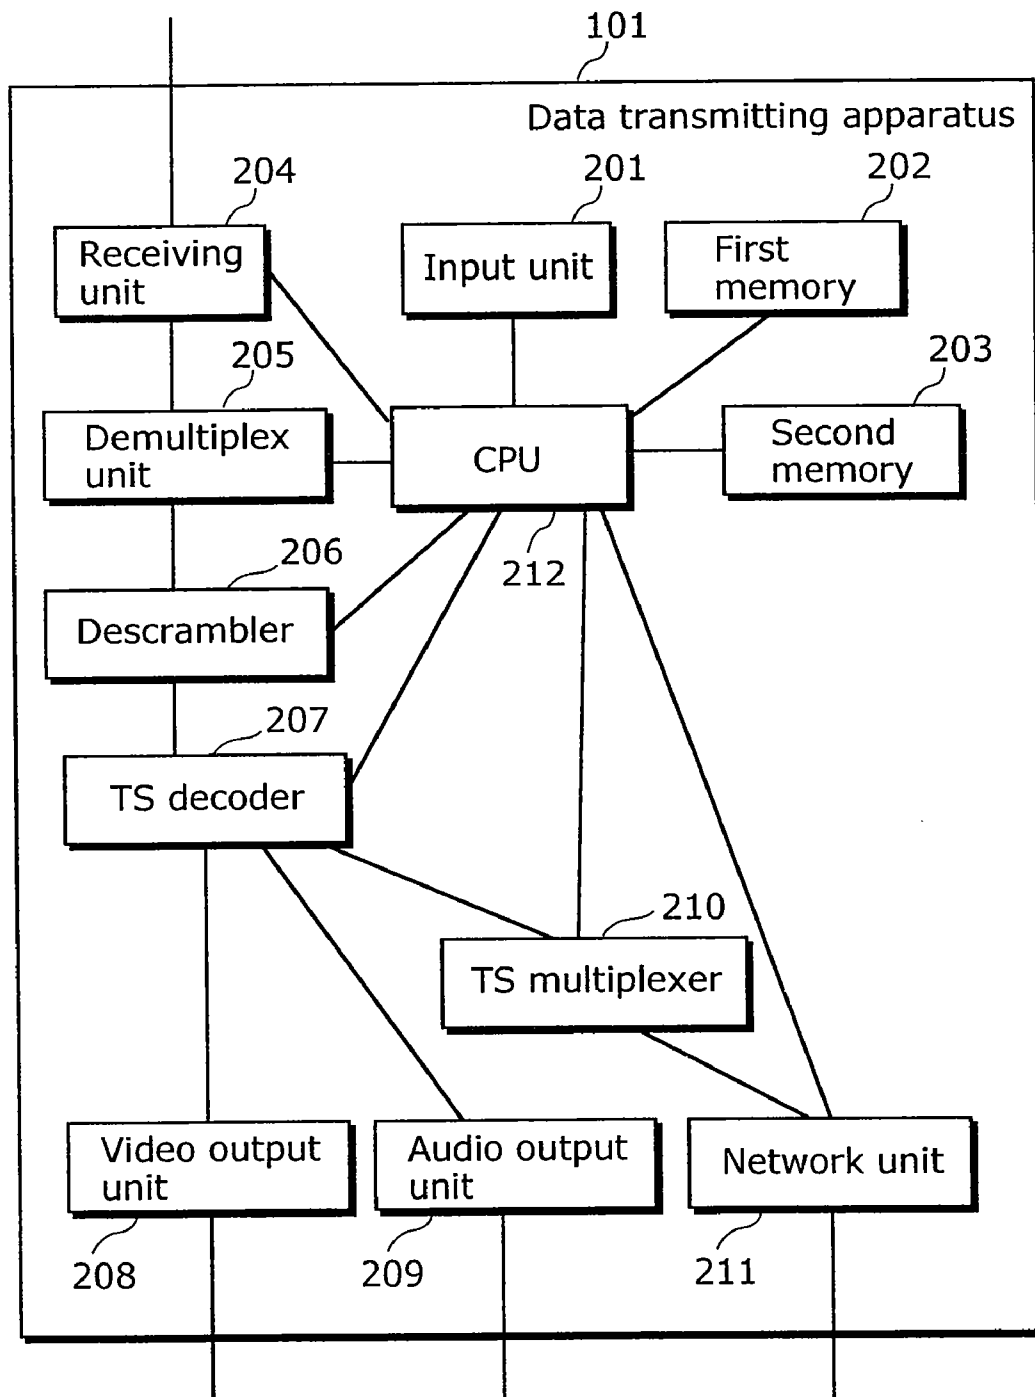 101
Data transmitting apparatus
204
201
202
Receiving
unit
Input unit
First
memory
205
203
Demultiplex
unit
CPU
Second
memory
206
212
Descrambler
207
TS decoder
210
TS multiplexer
Video output
unit
Audio output
unit
Network unit
208
209
211